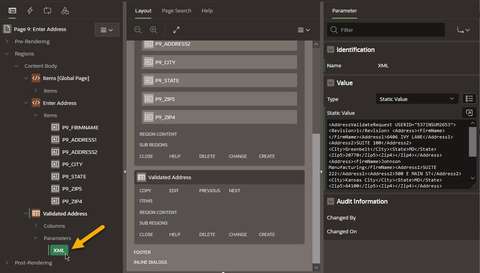 Layout
Page Search
Help
Parameter
Page 9: Enter Address
Pre-Rendering
Regions
Content Body
Items [Global Page]
Items
Enter Address
Items
P9_FIRMNAME
P9_ADDRESS1
P9_ADDRESS2
P9_CITY
P9_STATE
P9_ZIP5
P9_ZIP4
Validated Address
Columns
Parameters
XML
Post-Rendering
P9_ADDRESS2
P9_CITY
P9_STATE
P9_ZIP5
P9_ZIP4
REGION CONTENT
SUB REGIONS
CLOSE HELP DELETE CHANGE CREATE
Validated Address
COPY EDIT PREVIOUS NEXT
ITEMS
REGION CONTENT
SUB REGIONS
CLOSE HELP DELETE CHANGE CREATE
FOOTER
INLINE DIALOGS
Filter
Identification
Name XML
Value
Type Static Value
Static Value
<AddressValidateRequest
<Revision>1</Revision> <Address><FirmName>
</FirmName><Address1>6406 IVY LANE</Address1>
<Address2>SUITE 100</Address2>
<City>Greenbelt</City><State>MD</State>
<Zip5>20770</Zip5><Zip4></Zip4></Address>
<Address><FirmName>Johnson
Manufacturing</FirmName><Address1>SUITE
222</Address1><Address2>500 E MAIN ST</Address2>
<City>Kansas City</City><State>MO</State>
<Zip5>64100</Zip5><Zip4></Zip4></Address>
Audit Information
Changed By
Changed On